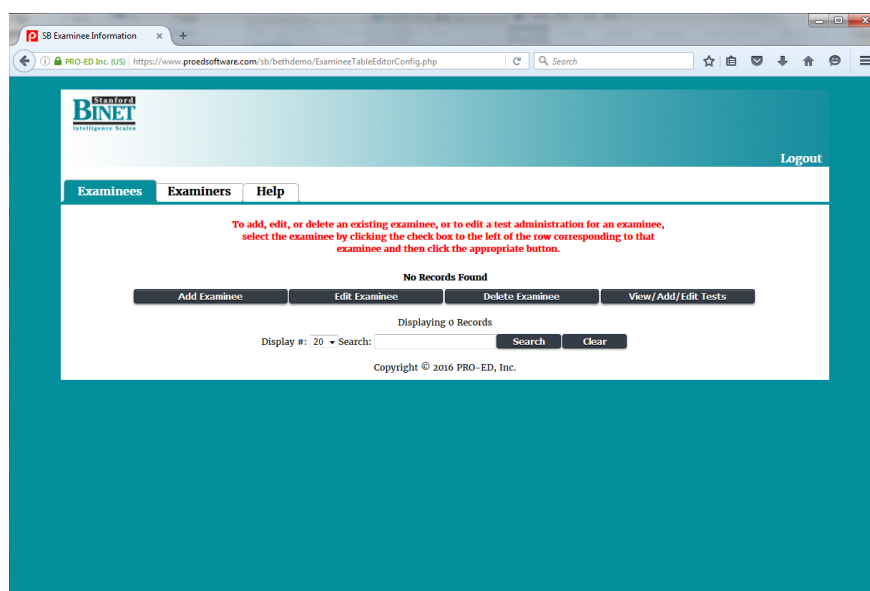 SB Examinee Information × +
PRO-ED Inc. (US) https://www.proedsoftware.com/sb/bethdemo/ExamineeTableEditorConfig.php Search
Stanford
BINET
Intelligence Scales
Logout
Examinees Examiners Help
To add, edit, or delete an existing examinee, or to edit a test administration for an examinee,
select the examinee by clicking the check box to the left of the row corresponding to that
examinee and then click the appropriate button.
No Records Found
Add Examinee Edit Examinee Delete Examinee View/Add/Edit Tests
Displaying 0 Records
Display #: 20 Search: Search Clear
Copyright © 2016 PRO-ED, Inc.